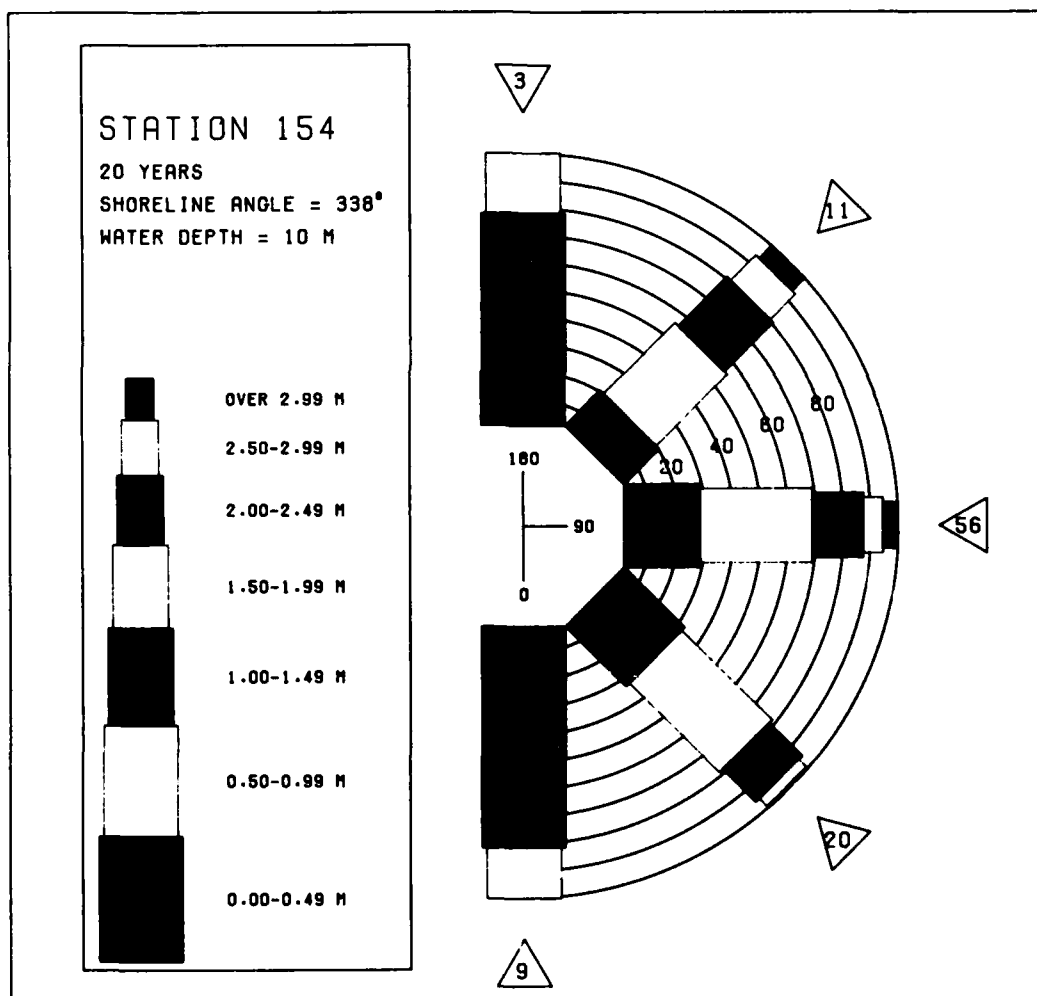 STATION 154
20 YEARS
SHORELINE ANGLE = 338°
WATER DEPTH = 10 M
OVER 2.99 M
2.50-2.99 M
2.00-2.49 M
1.50-1.99 M
1.00-1.49 M
0.50-0.99 M
0.00-0.49 M
3
11
80
60
40
20
180
90
0
56
20
9